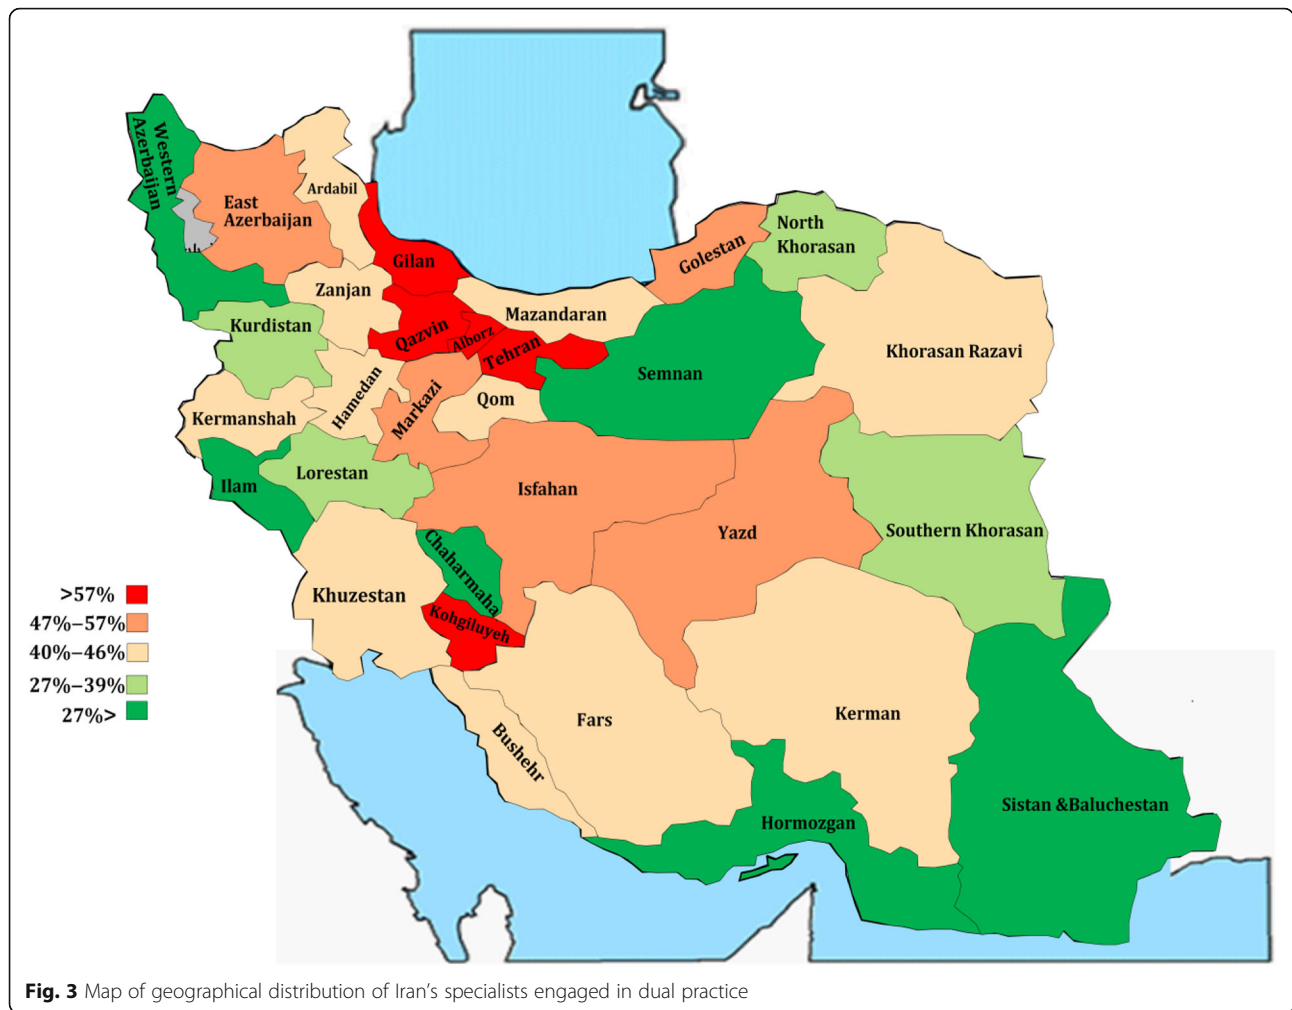 Western
Azerbaijan
East
Azerbaijan
Ardabil
Gilan
Zanjan
Kurdistan
Qazvin
Alborz
Tehran
Mazandaran
Golestan
North
Khorasan
Khorasan Razavi
Semnan
Kermanshah
Hamedan
Markazi
Qom
Ilam
Lorestan
Isfahan
Yazd
Southern Khorasan
Khuzestan
Chaharmaha
Kohgiluyeh
Fars
Bushehr
Kerman
Hormozgan
Sistan &Baluchestan
>57%
47%–57%
40%–46%
27%–39%
27%>
Fig. 3 Map of geographical distribution of Iran's specialists engaged in dual practice